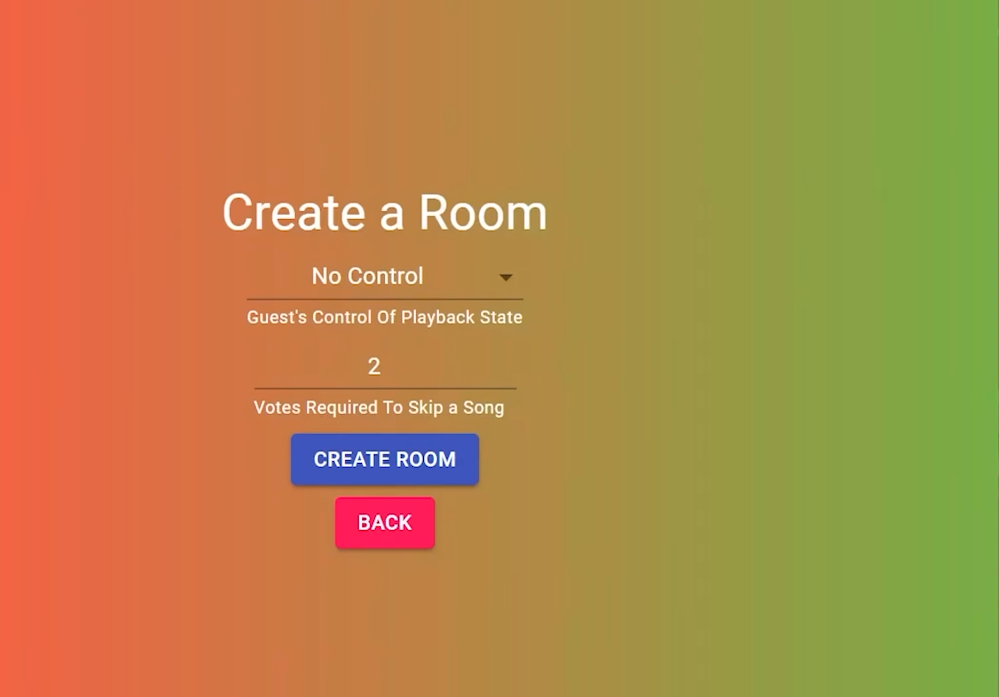 Create a Room
No Control
Guest's Control Of Playback State
2
Votes Required To Skip a Song
CREATE ROOM
BACK